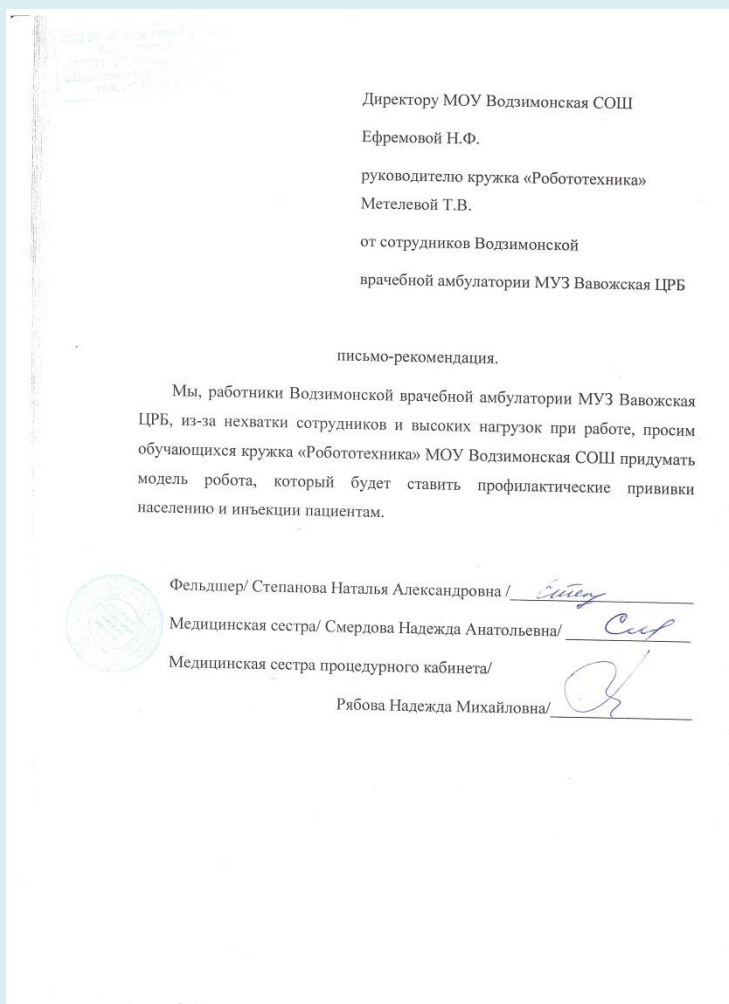 Директору МОУ Водзимонская СОШ
Ефремовой Н.Ф.
руководителю кружка «Робототехника»
Метелевой Т.В.
от сотрудников Водзимонской
врачебной амбулатории МУЗ Вавожская ЦРБ
письмо-рекомендация.
Мы, работники Водзимонской врачебной амбулатории МУЗ Вавожская
ЦРБ, из-за нехватки сотрудников и высоких нагрузок при работе, просим
обучающихся кружка «Робототехника» МОУ Водзимонская СОШ придумать
модель робота, который будет ставить профилактические прививки
населению и инъекции пациентам.
Фельдшер/ Степанова Наталья Александровна /
Медицинская сестра/ Смердова Надежда Анатольевна/
Медицинская сестра процедурного кабинета/
Рябова Надежда Михайловна/